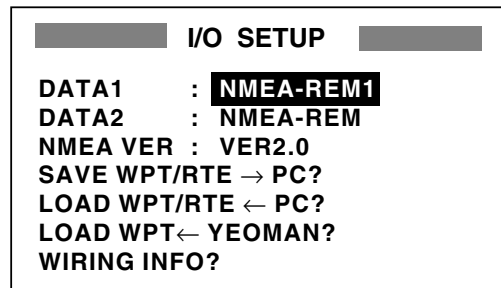 I/O SETUP
DATA1 : NMEA-REM1
DATA2 : NMEA-REM
NMEA VER : VER2.0
SAVE WPT/RTE → PC?
LOAD WPT/RTE ← PC?
LOAD WPT← YEOMAN?
WIRING INFO?